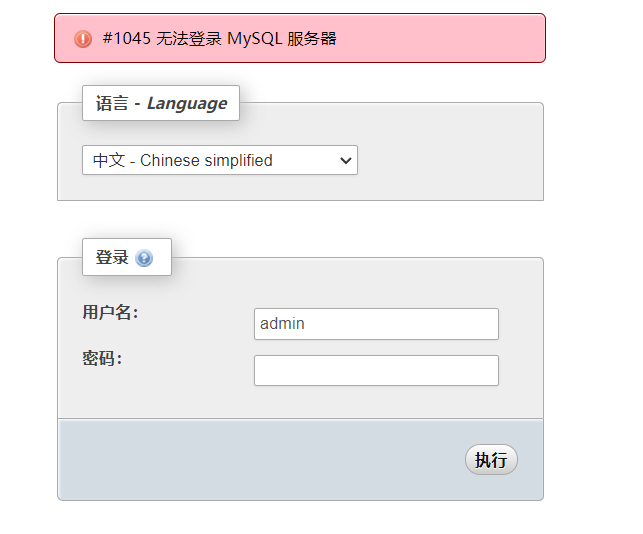 #1045 无法登录 MySQL 服务器
语言 - Language
中文 - Chinese simplified
登录
用户名：
admin
密码：
执行